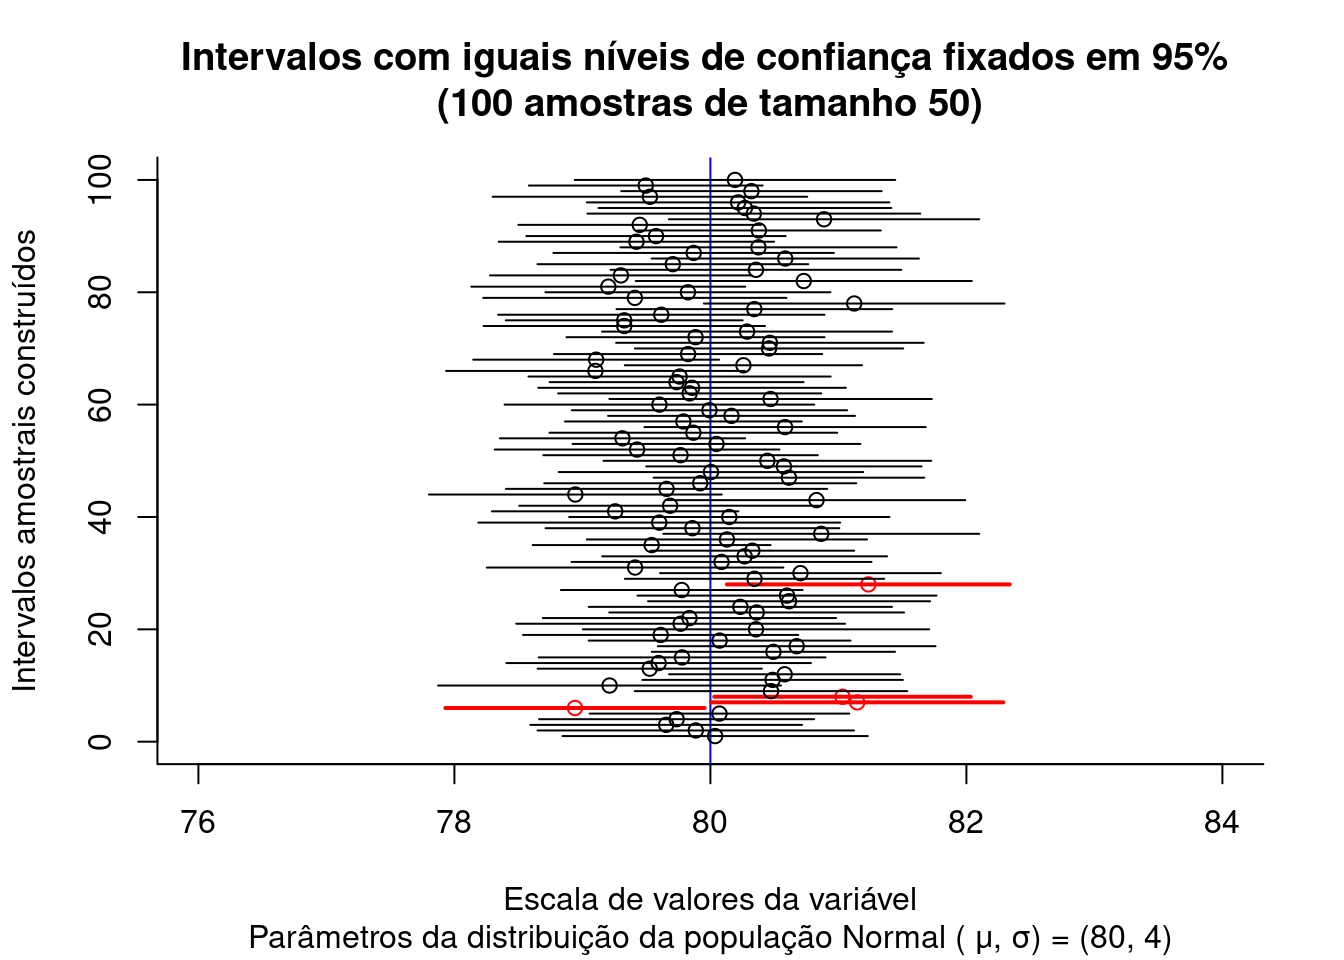 Intervalos com iguais níveis de confiança fixados em 95%
(100 amostras de tamanho 50)
Intervalos amostrais construídos
100
80
60
40
20
0
76 78 80 82 84
Escala de valores da variável
Parâmetros da distribuição da população Normal ( μ, σ) = (80, 4)